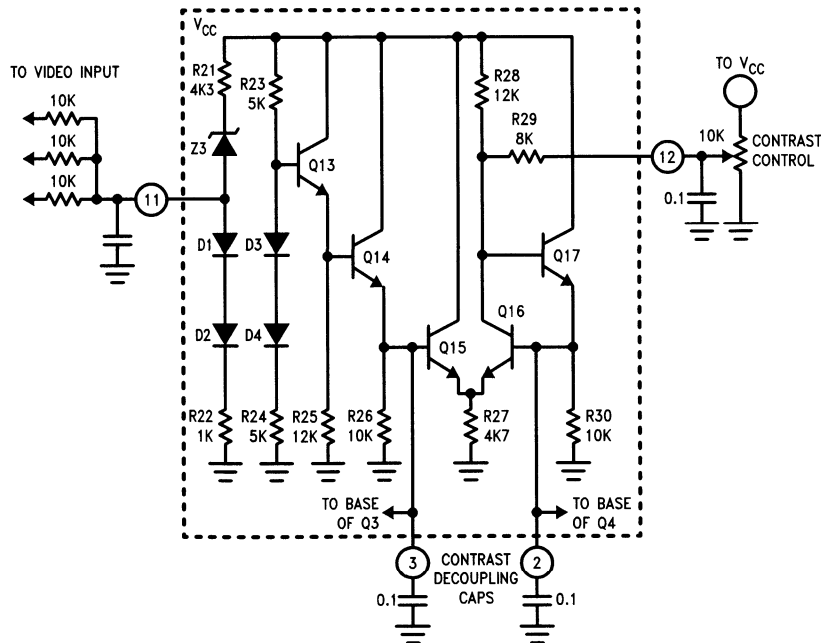 VCC
TO VIDEO INPUT
10K
10K
10K
11
R21
4K3
Z3
D1
D2
R22
1K
R23
5K
D3
D4
R24
5K
Q13
R25
12K
Q14
R26
10K
Q15
Q16
R27
4K7
R28
12K
R29
8K
Q17
R30
10K
12
TO VCC
10K
CONTRAST
CONTROL
0.1
TO BASE
OF Q3
TO BASE
OF Q4
3
CONTRAST
DECOUPLING
CAPS
2
0.1
0.1